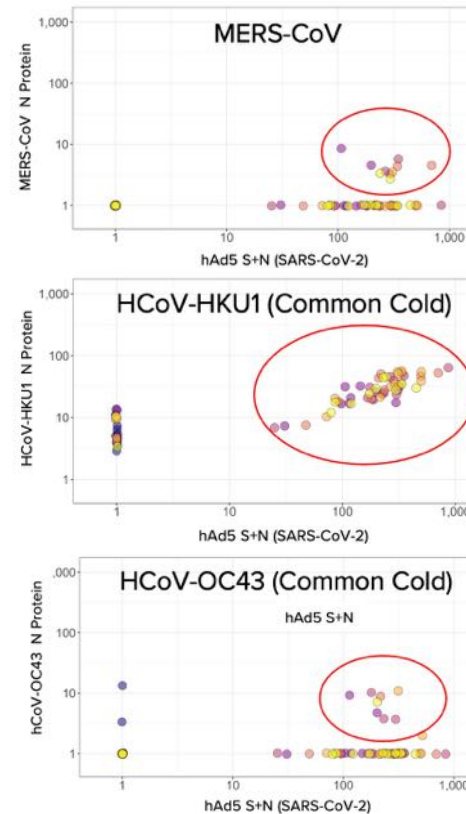 MERS-CoV
MERS-CoV N Protein
1,000
100
10
1
1
10
100
1,000
hAd5 S+N (SARS-CoV-2)
HCoV-HKU1 (Common Cold)
HCoV-HKU1 N Protein
1,000
100
10
1
1
10
100
1,000
hAd5 S+N (SARS-CoV-2)
HCoV-OC43 (Common Cold)
hAd5 S+N
hCoV-OC43 N Protein
,000
100
10
1
1
10
100
1,000
hAd5 S+N (SARS-CoV-2)